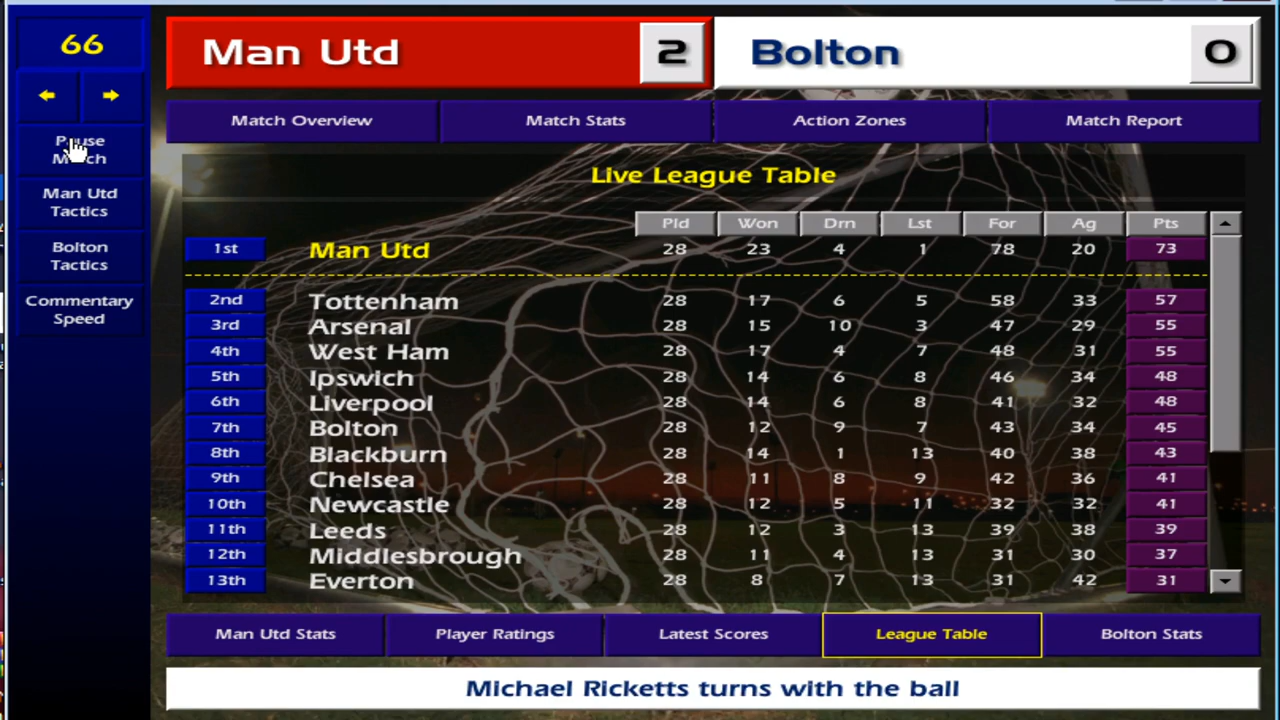 66
Man Utd 2 Bolton 0
Match Overview Match Stats Action Zones Match Report
Pause Match
Man Utd Tactics
Bolton Tactics
Commentary Speed
Live League Table
Pld Won Drn Lst For Ag Pts
1st Man Utd 28 23 4 1 78 20 73
2nd Tottenham 28 17 6 5 58 33 57
3rd Arsenal 28 15 10 3 47 29 55
4th West Ham 28 17 4 7 48 31 55
5th Ipswich 28 14 6 8 46 34 48
6th Liverpool 28 14 6 8 41 32 48
7th Bolton 28 12 9 7 43 34 45
8th Blackburn 28 14 1 13 40 38 43
9th Chelsea 28 11 8 9 42 36 41
10th Newcastle 28 12 5 11 32 32 41
11th Leeds 28 12 3 13 39 38 39
12th Middlesbrough 28 11 4 13 31 30 37
13th Everton 28 8 7 13 31 42 31
Man Utd Stats Player Ratings Latest Scores League Table Bolton Stats
Michael Ricketts turns with the ball